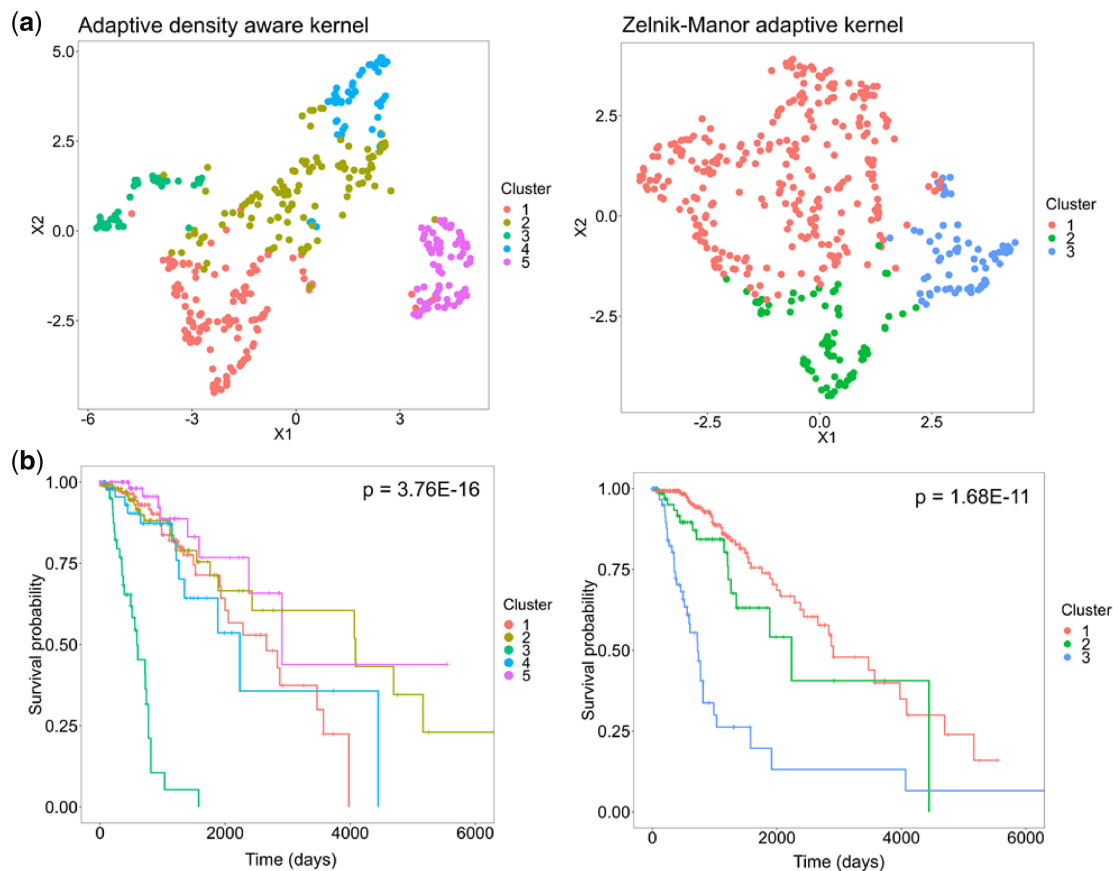 (a)
Adaptive density aware kernel
Zelnik-Manor adaptive kernel
5.0
2.5
0.0
-2.5
X2
-6
-3
0
3
X1
Cluster
1
2
3
4
5
2.5
0.0
-2.5
X2
-2.5
0.0
2.5
X1
Cluster
1
2
3
(b)
p = 3.76E-16
1.00
0.75
0.50
0.25
0.00
Survival probability
0
2000
4000
6000
Time (days)
Cluster
1
2
3
4
5
p = 1.68E-11
1.00
0.75
0.50
0.25
0.00
Survival probability
0
2000
4000
6000
Time (days)
Cluster
1
2
3